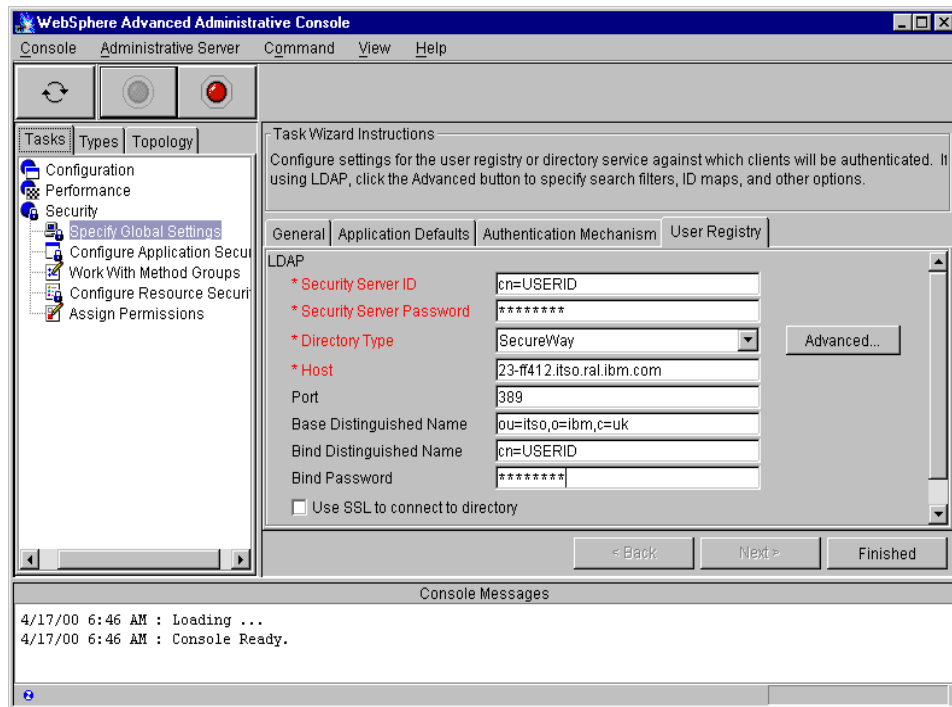 WebSphere Advanced Administrative Console
Console Administrative Server Command View Help
Tasks Types Topology
Configuration
Performance
Security
Specify Global Settings
Configure Application Secu
Work With Method Groups
Configure Resource Securit
Assign Permissions
Task Wizard Instructions
Configure settings for the user registry or directory service against which clients will be authenticated. If
using LDAP, click the Advanced button to specify search filters, ID maps, and other options.
General Application Defaults Authentication Mechanism User Registry
LDAP
* Security Server ID cn=USERID
* Security Server Password ********
* Directory Type SecureWay Advanced...
* Host 23-ff412.itso.ral.ibm.com
Port 389
Base Distinguished Name ou=itso,o=ibm,c=uk
Bind Distinguished Name cn=USERID
Bind Password ********
Use SSL to connect to directory
< Back Next > Finished
Console Messages
4/17/00 6:46 AM : Loading ...
4/17/00 6:46 AM : Console Ready.